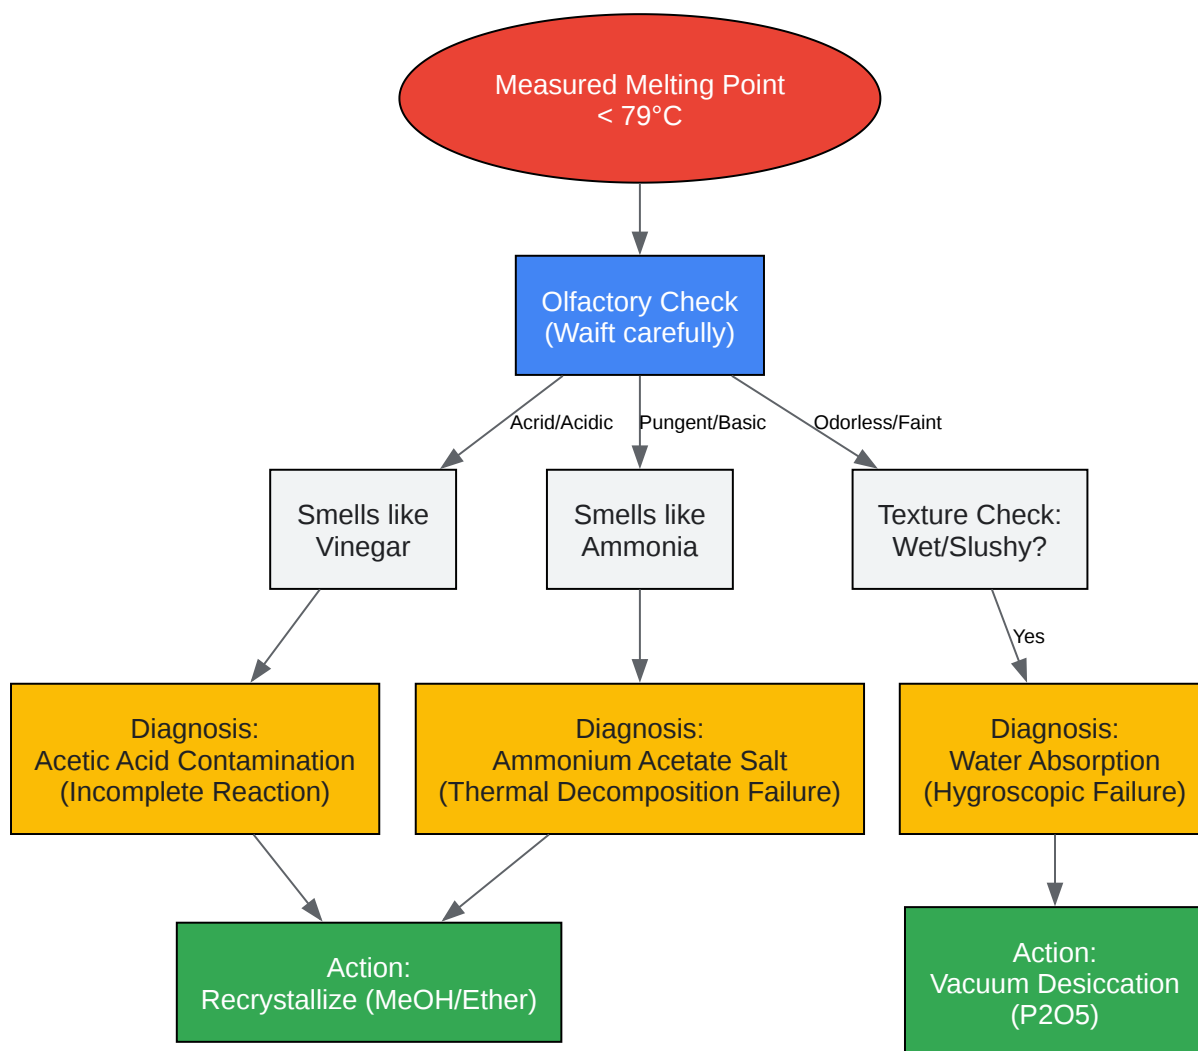 Measured Melting Point
< 79°C
Olfactory Check
(Waift carefully)
Acrid/Acidic
Pungent/Basic
Odorless/Faint
Smells like
Vinegar
Smells like
Ammonia
Texture Check:
Wet/Slushy?
Yes
Diagnosis:
Acetic Acid Contamination
(Incomplete Reaction)
Diagnosis:
Ammonium Acetate Salt
(Thermal Decomposition Failure)
Diagnosis:
Water Absorption
(Hygroscopic Failure)
Action:
Recrystallize (MeOH/Ether)
Action:
Vacuum Desiccation
(P2O5)